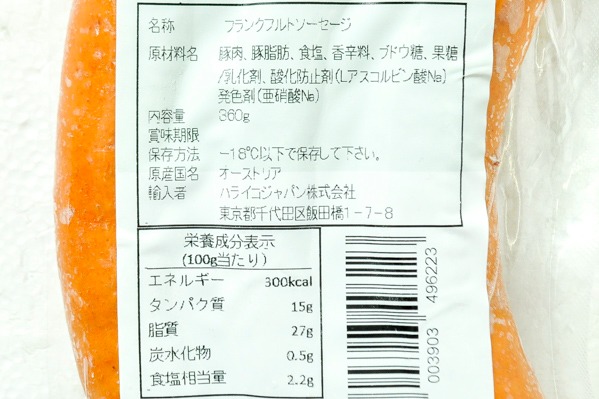 名称 フランクフルトソーセージ
原材料名 豚肉、豚脂肪、食塩、香辛料、ブドウ糖、果糖
/乳化剤、酸化防止剤(Lアスコルビン酸Na)
発色剤(亜硝酸Na)
内容量 360g
賞味期限
保存方法 -18℃以下で保存して下さい。
原産国名 オーストリア
輸入者 ハライコジャパン株式会社
東京都千代田区飯田橋1-7-8
栄養成分表示
(100g当たり)
エネルギー 300kcal
タンパク質 15g
脂質 27g
炭水化物 0.5g
食塩相当量 2.2g
003903 496223